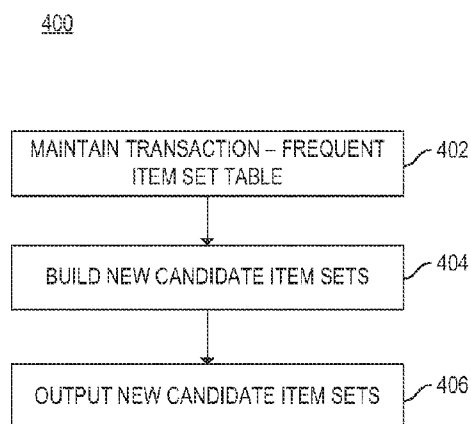 400
MAINTAIN TRANSACTION – FREQUENT
ITEM SET TABLE
402
BUILD NEW CANDIDATE ITEM SETS
404
OUTPUT NEW CANDIDATE ITEM SETS
406